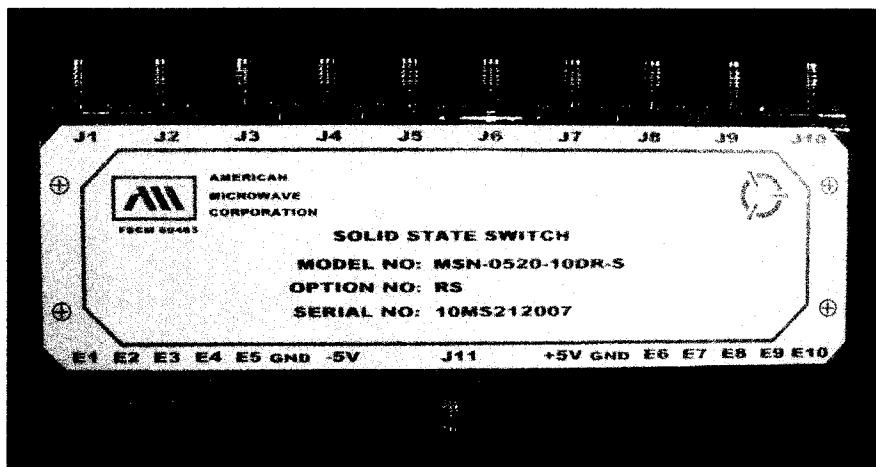 J1 J2 J3 J4 J5 J6 J7 J8 J9 J10
AMERICAN
MICROWAVE
CORPORATION
FSCM
SOLID STATE SWITCH
MODEL NO: MSN-0520-10DR-S
OPTION NO: RS
SERIAL NO: 10MS212007
E1 E2 E3 E4 E5 GND -5V J11 +5V GND E6 E7 E8 E9 E10